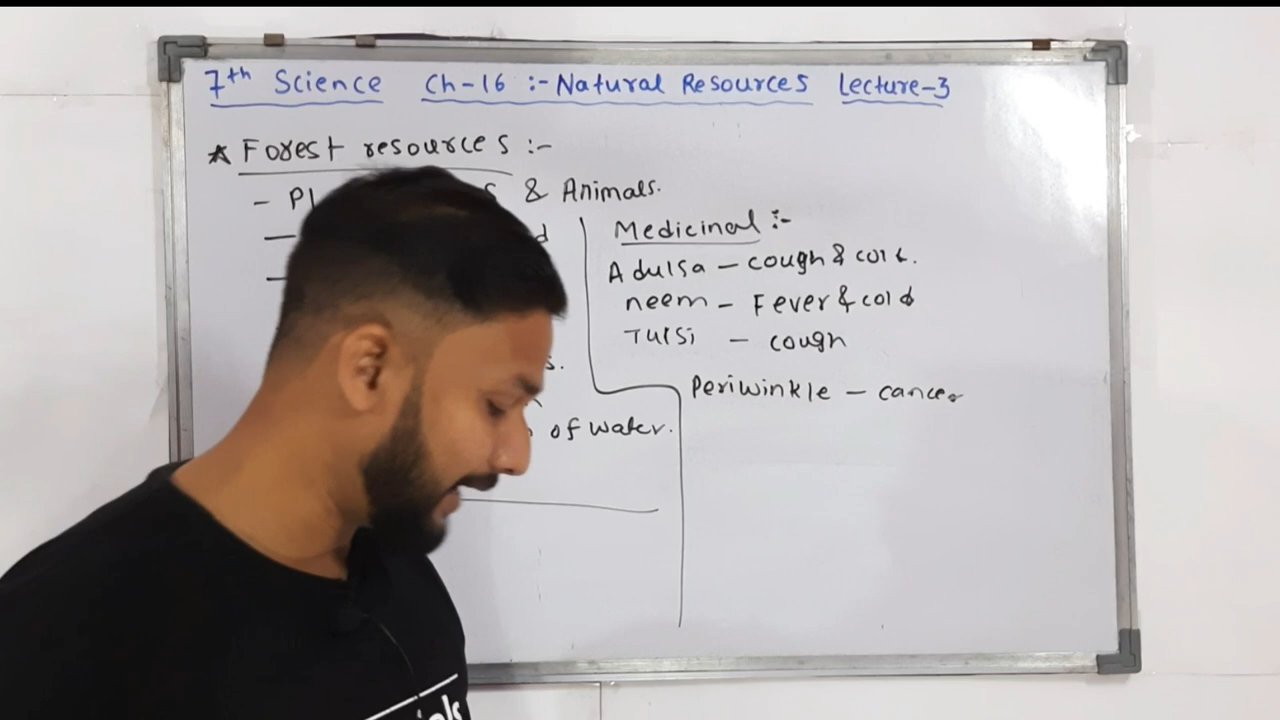 7th Science Ch-16 :- Natural Resources Lecture-3
* Forest resources :-
- Pl & Animals.
of water.
Medicinal :-
Adulsa - cough & cold.
neem - Fever & cold
Tulsi - cough
Periwinkle - cancer